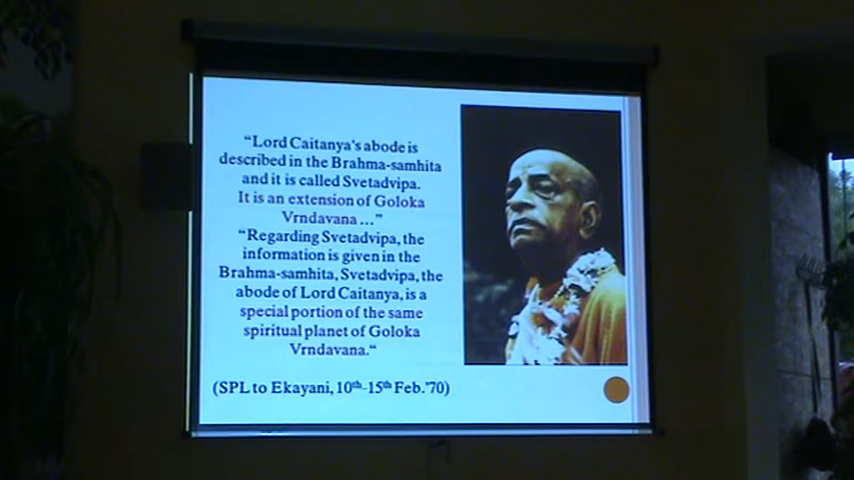 “Lord Caitanya's abode is
described in the Brahma-samhita
and it is called Svetadvipa.
It is an extension of Goloka
Vrndavana ...”
“Regarding Svetadvipa, the
information is given in the
Brahma-samhita, Svetadvipa, the
abode of Lord Caitanya, is a
special portion of the same
spiritual planet of Goloka
Vrndavana.“
(SPL to Ekayani, 10th-15th Feb.'70)